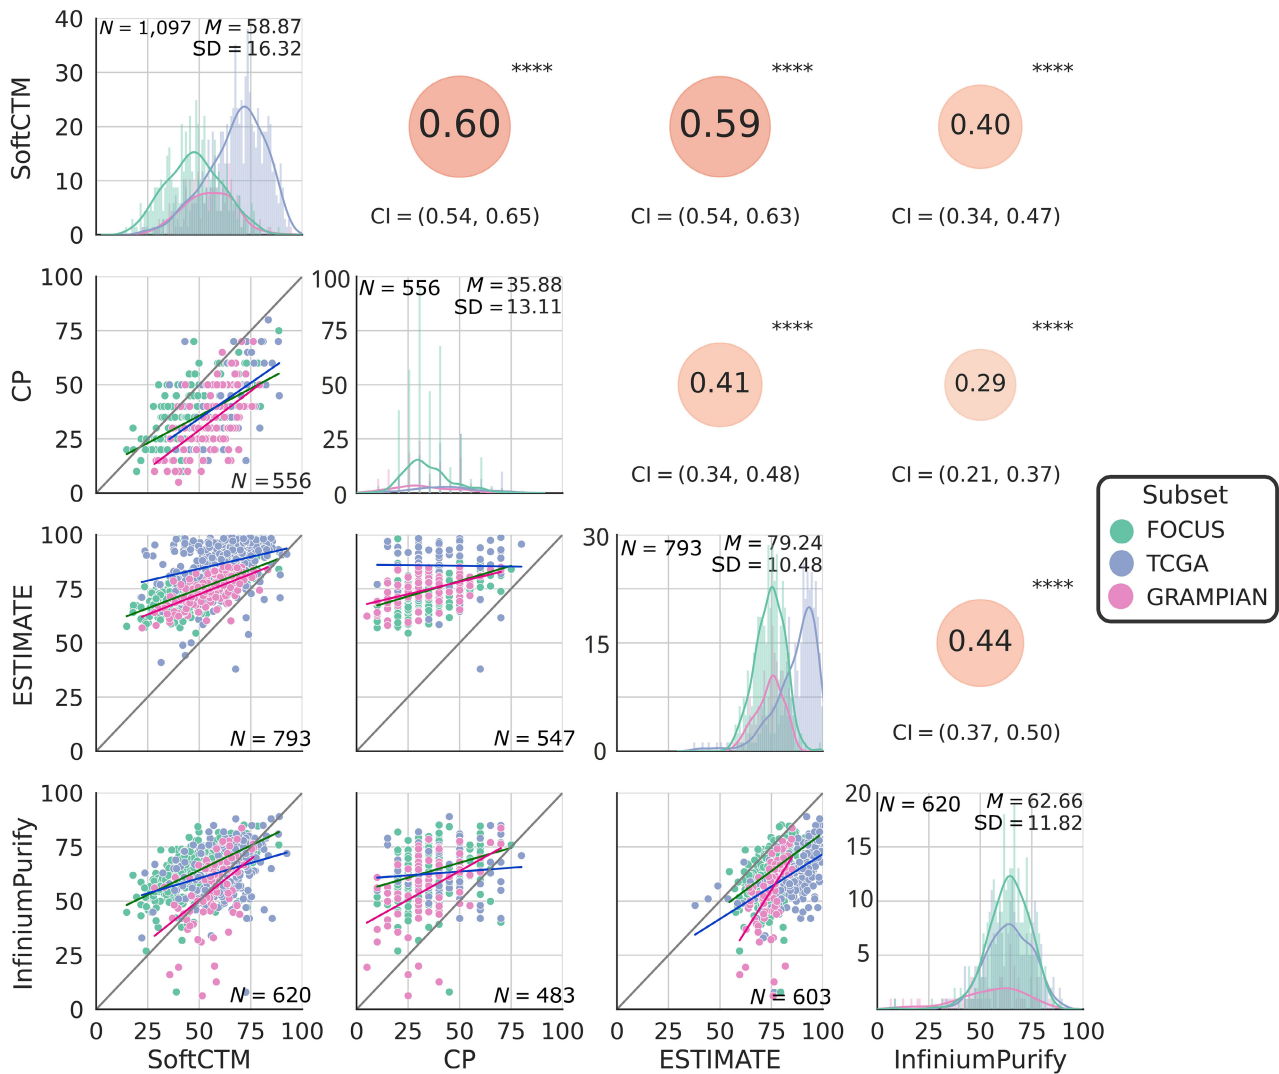 40
30
20
10
0
SoftCTM
N = 1,097
M = 58.87
SD = 16.32
****
0.60
CI = (0.54, 0.65)
****
0.59
CI = (0.54, 0.63)
****
0.40
CI = (0.34, 0.47)
100
75
50
25
0
CP
N = 556
100
75
50
25
0
N = 556
M = 35.88
SD = 13.11
****
0.41
CI = (0.34, 0.48)
****
0.29
CI = (0.21, 0.37)
100
75
50
25
0
ESTIMATE
N = 793
N = 547
30
15
0
N = 793
M = 79.24
SD = 10.48
****
0.44
CI = (0.37, 0.50)
Subset
FOCUS
TCGA
GRAMPIAN
100
75
50
25
0
InfiniumPurify
N = 620
0 25 50 75 100
SoftCTM
N = 483
0 25 50 75 100
CP
N = 603
0 25 50 75 100
ESTIMATE
20
15
10
5
N = 620
M = 62.66
SD = 11.82
0 25 50 75 100
InfiniumPurify